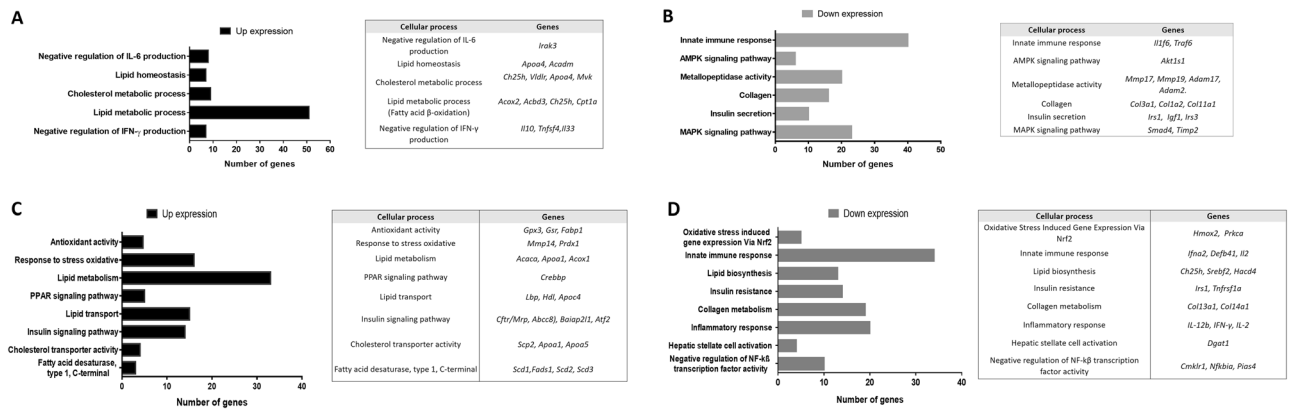 A
Up expression
Negative regulation of IL-6 production
Lipid homeostasis
Cholesterol metabolic process
Lipid metabolic process
Negative regulation of IFN-γ production
0 10 20 30 40 50 60
Number of genes
Cellular process Genes
Negative regulation of IL-6
production
Irak3
Lipid homeostasis Apoa4, Acadm
Cholesterol metabolic process Ch25h, Vldlr, Apoa4, Mvk
Lipid metabolic process
(Fatty acid β-oxidation)
Acox2, Acbd3, Ch25h, Cpt1a
Negative regulation of IFN-γ
production
Il10, Tnfsf4,Il33
B
Down expression
Innate immune response
AMPK signaling pathway
Metallopeptidase activity
Collagen
Insulin secretion
MAPK signaling pathway
0 10 20 30 40 50
Number of genes
Cellular process Genes
Innate immune response Il1f6, Traf6
AMPK signaling pathway Akt1s1
Metallopeptidase activity
Mmp17, Mmp19, Adam17,
Adam2.
Collagen Col3a1, Col1a2, Col11a1
Insulin secretion Irs1, Igf1, Irs3
MAPK signaling pathway Smad4, Timp2
C
Up expression
Antioxidant activity
Response to stress oxidative
Lipid metabolism
PPAR signaling pathway
Lipid transport
Insulin signaling pathway
Cholesterol transporter activity
Fatty acid desaturase,
type 1, C-terminal
0 10 20 30 40
Number of genes
Cellular process Genes
Antioxidant activity Gpx3, Gsr, Fabp1
Response to stress oxidative Mmp14, Prdx1
Lipid metabolism Acaca, Apoa1, Acox1
PPAR signaling pathway Crebbp
Lipid transport Lbp, Hdl, Apoc4
Insulin signaling pathway Cftr/Mrp, Abcc8), Baiap2l1, Atf2
Cholesterol transporter activity Scp2, Apoa1, Apoa5
Fatty acid desaturase, type 1, C-terminal Scd1,Fads1, Scd2, Scd3
D
Down expression
Oxidative stress induced
gene expression Via Nrf2
Innate immune response
Lipid biosynthesis
Insulin resistance
Collagen metabolism
Inflammatory response
Hepatic stellate cell activation
Negative regulation of NF-kß
transcription factor activity
0 10 20 30 40
Number of genes
Cellular process Genes
Oxidative Stress Induced Gene Expression Via
Nrf2
Hmox2, Prkca
Innate immune response Ifna2, Defb41, Il2
Lipid biosynthesis Ch25h, Srebf2, Hacd4
Insulin resistance Irs1, Tnfrsf1a
Collagen metabolism Col13a1, Col14a1
Inflammatory response IL-12b, IFN-γ, IL-2
Hepatic stellate cell activation Dgat1
Negative regulation of NF-kβ transcription
factor activity
Cmklr1, Nfkbia, Pias4